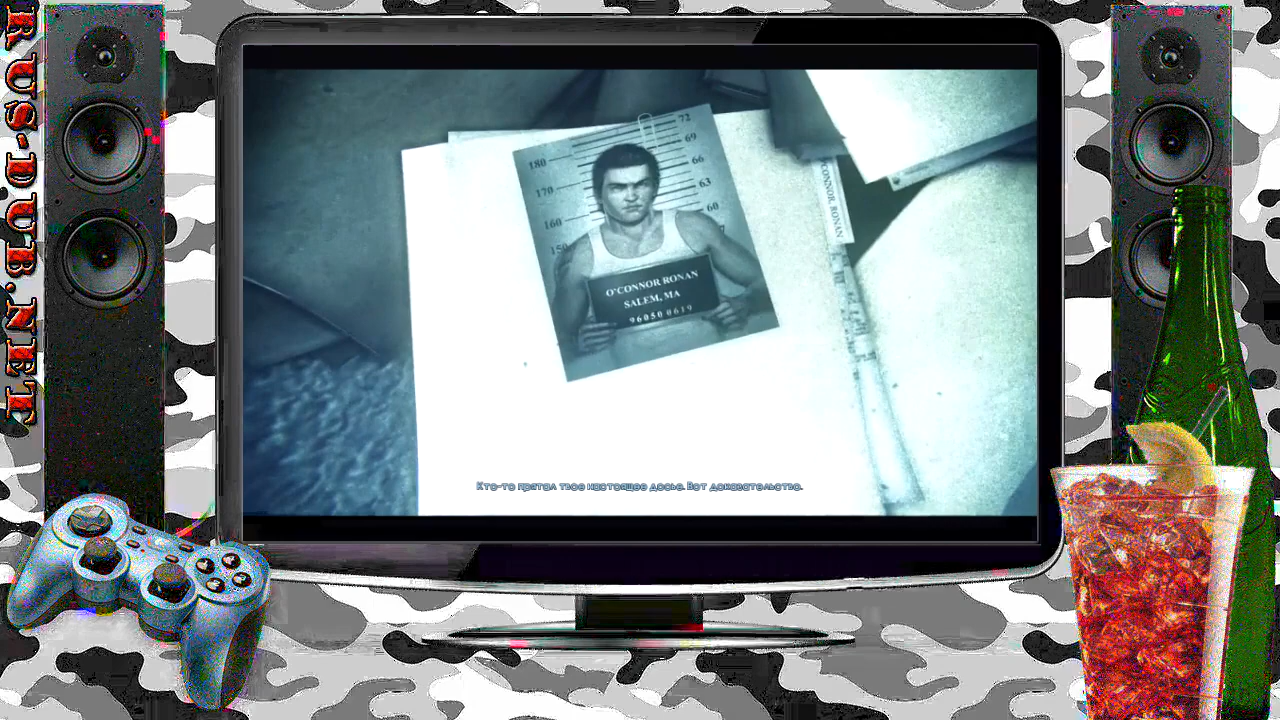 RUS-DUB.NET
72
69
66
63
60
180
170
160
O'CONNOR RONAN
SALEM, MA
96050 0619
O'CONNOR, RONAN
Кто-то прятал твое настоящее досье. Вот доказательство.